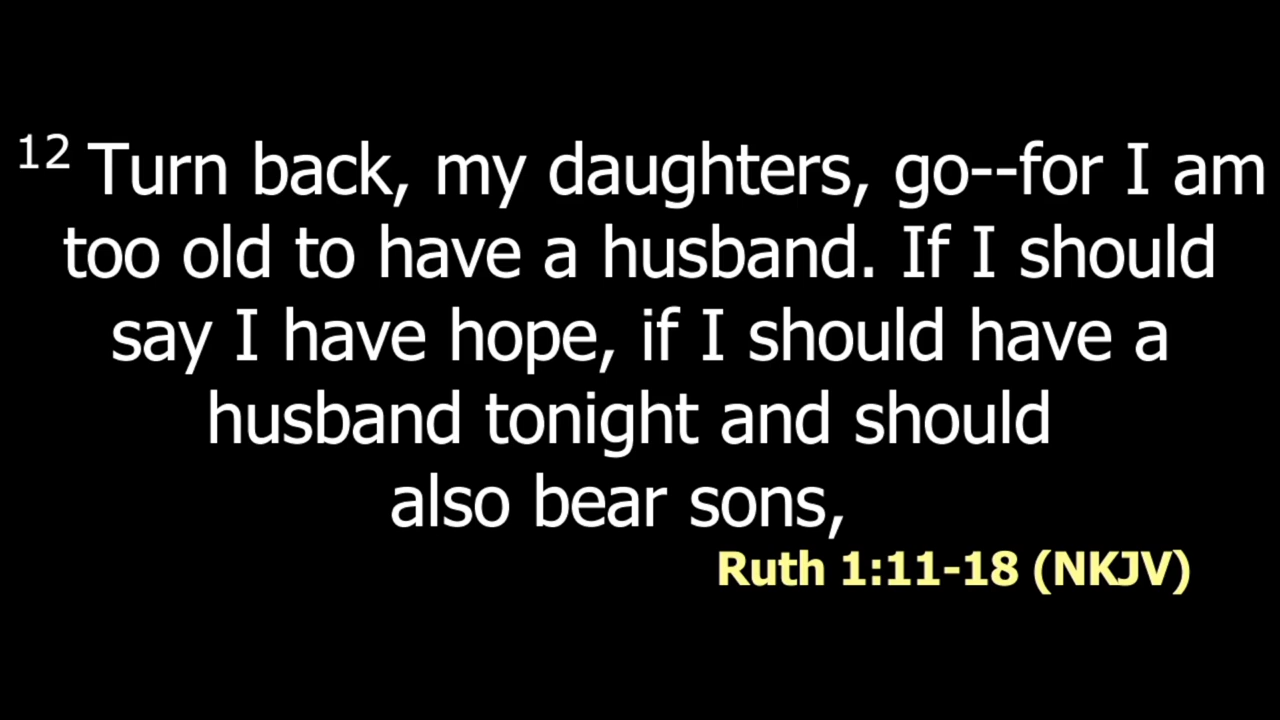 12 Turn back, my daughters, go--for I am
too old to have a husband. If I should
say I have hope, if I should have a
husband tonight and should
also bear sons,
Ruth 1:11-18 (NKJV)